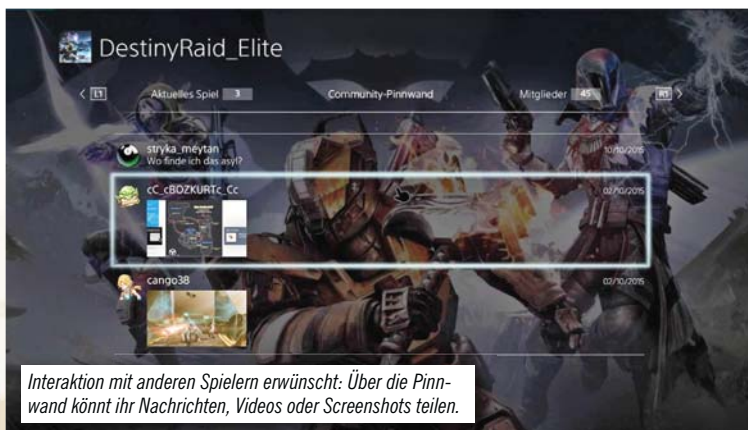 DestinyRaid_Elite
< L1 Aktuelles Spiel 3 Community-Pinnwand Mitglieder 45 R1 >
stryka_meytan 10/10/2015
Wo finde ich das asyl?
cC_cBOZKURTc_Cc 02/10/2015
cango38 02/10/2015
Interaktion mit anderen Spielern erwünscht: Über die Pinn-
wand könnt ihr Nachrichten, Videos oder Screenshots teilen.